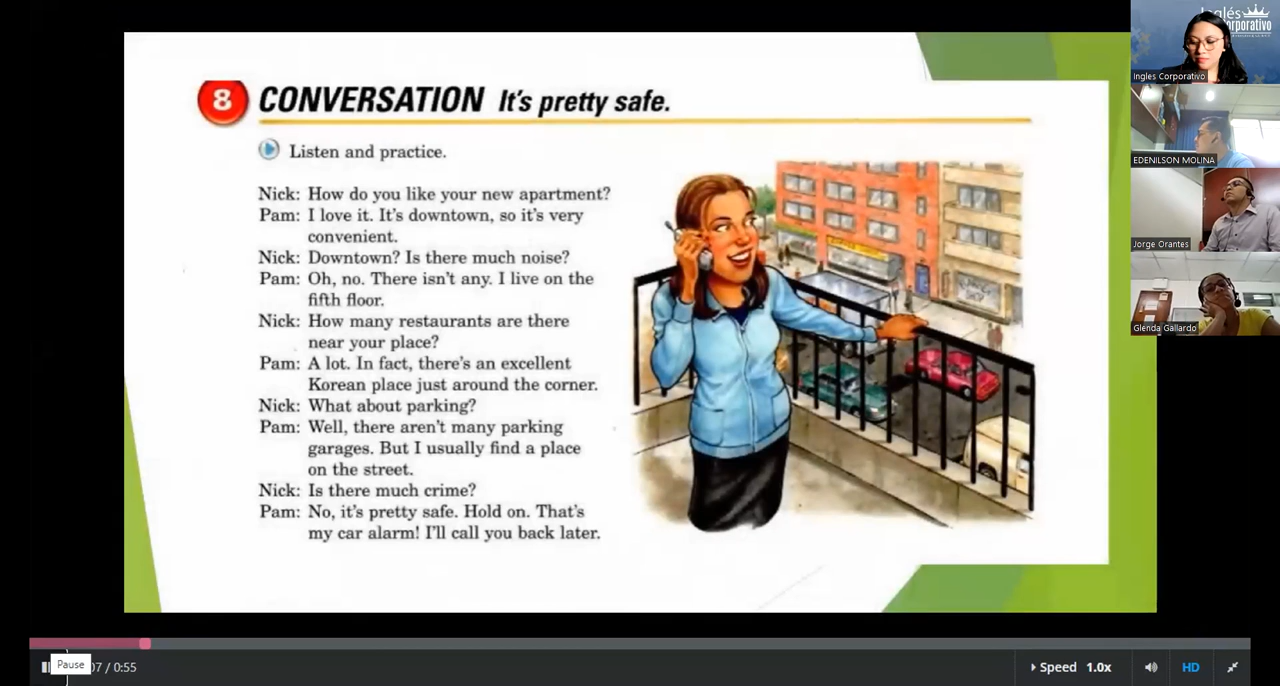 8 CONVERSATION It's pretty safe.
Listen and practice.
Nick: How do you like your new apartment?
Pam: I love it. It's downtown, so it's very
convenient.
Nick: Downtown? Is there much noise?
Pam: Oh, no. There isn't any. I live on the
fifth floor.
Nick: How many restaurants are there
near your place?
Pam: A lot. In fact, there's an excellent
Korean place just around the corner.
Nick: What about parking?
Pam: Well, there aren't many parking
garages. But I usually find a place
on the street.
Nick: Is there much crime?
Pam: No, it's pretty safe. Hold on. That's
my car alarm! I'll call you back later.
Inglés
Corporativo
Ingles Corporativo
EDENILSON MOLINA
Jorge Orantes
Glenda Gallardo
Pause
07 / 0:55
Speed 1.0x
HD